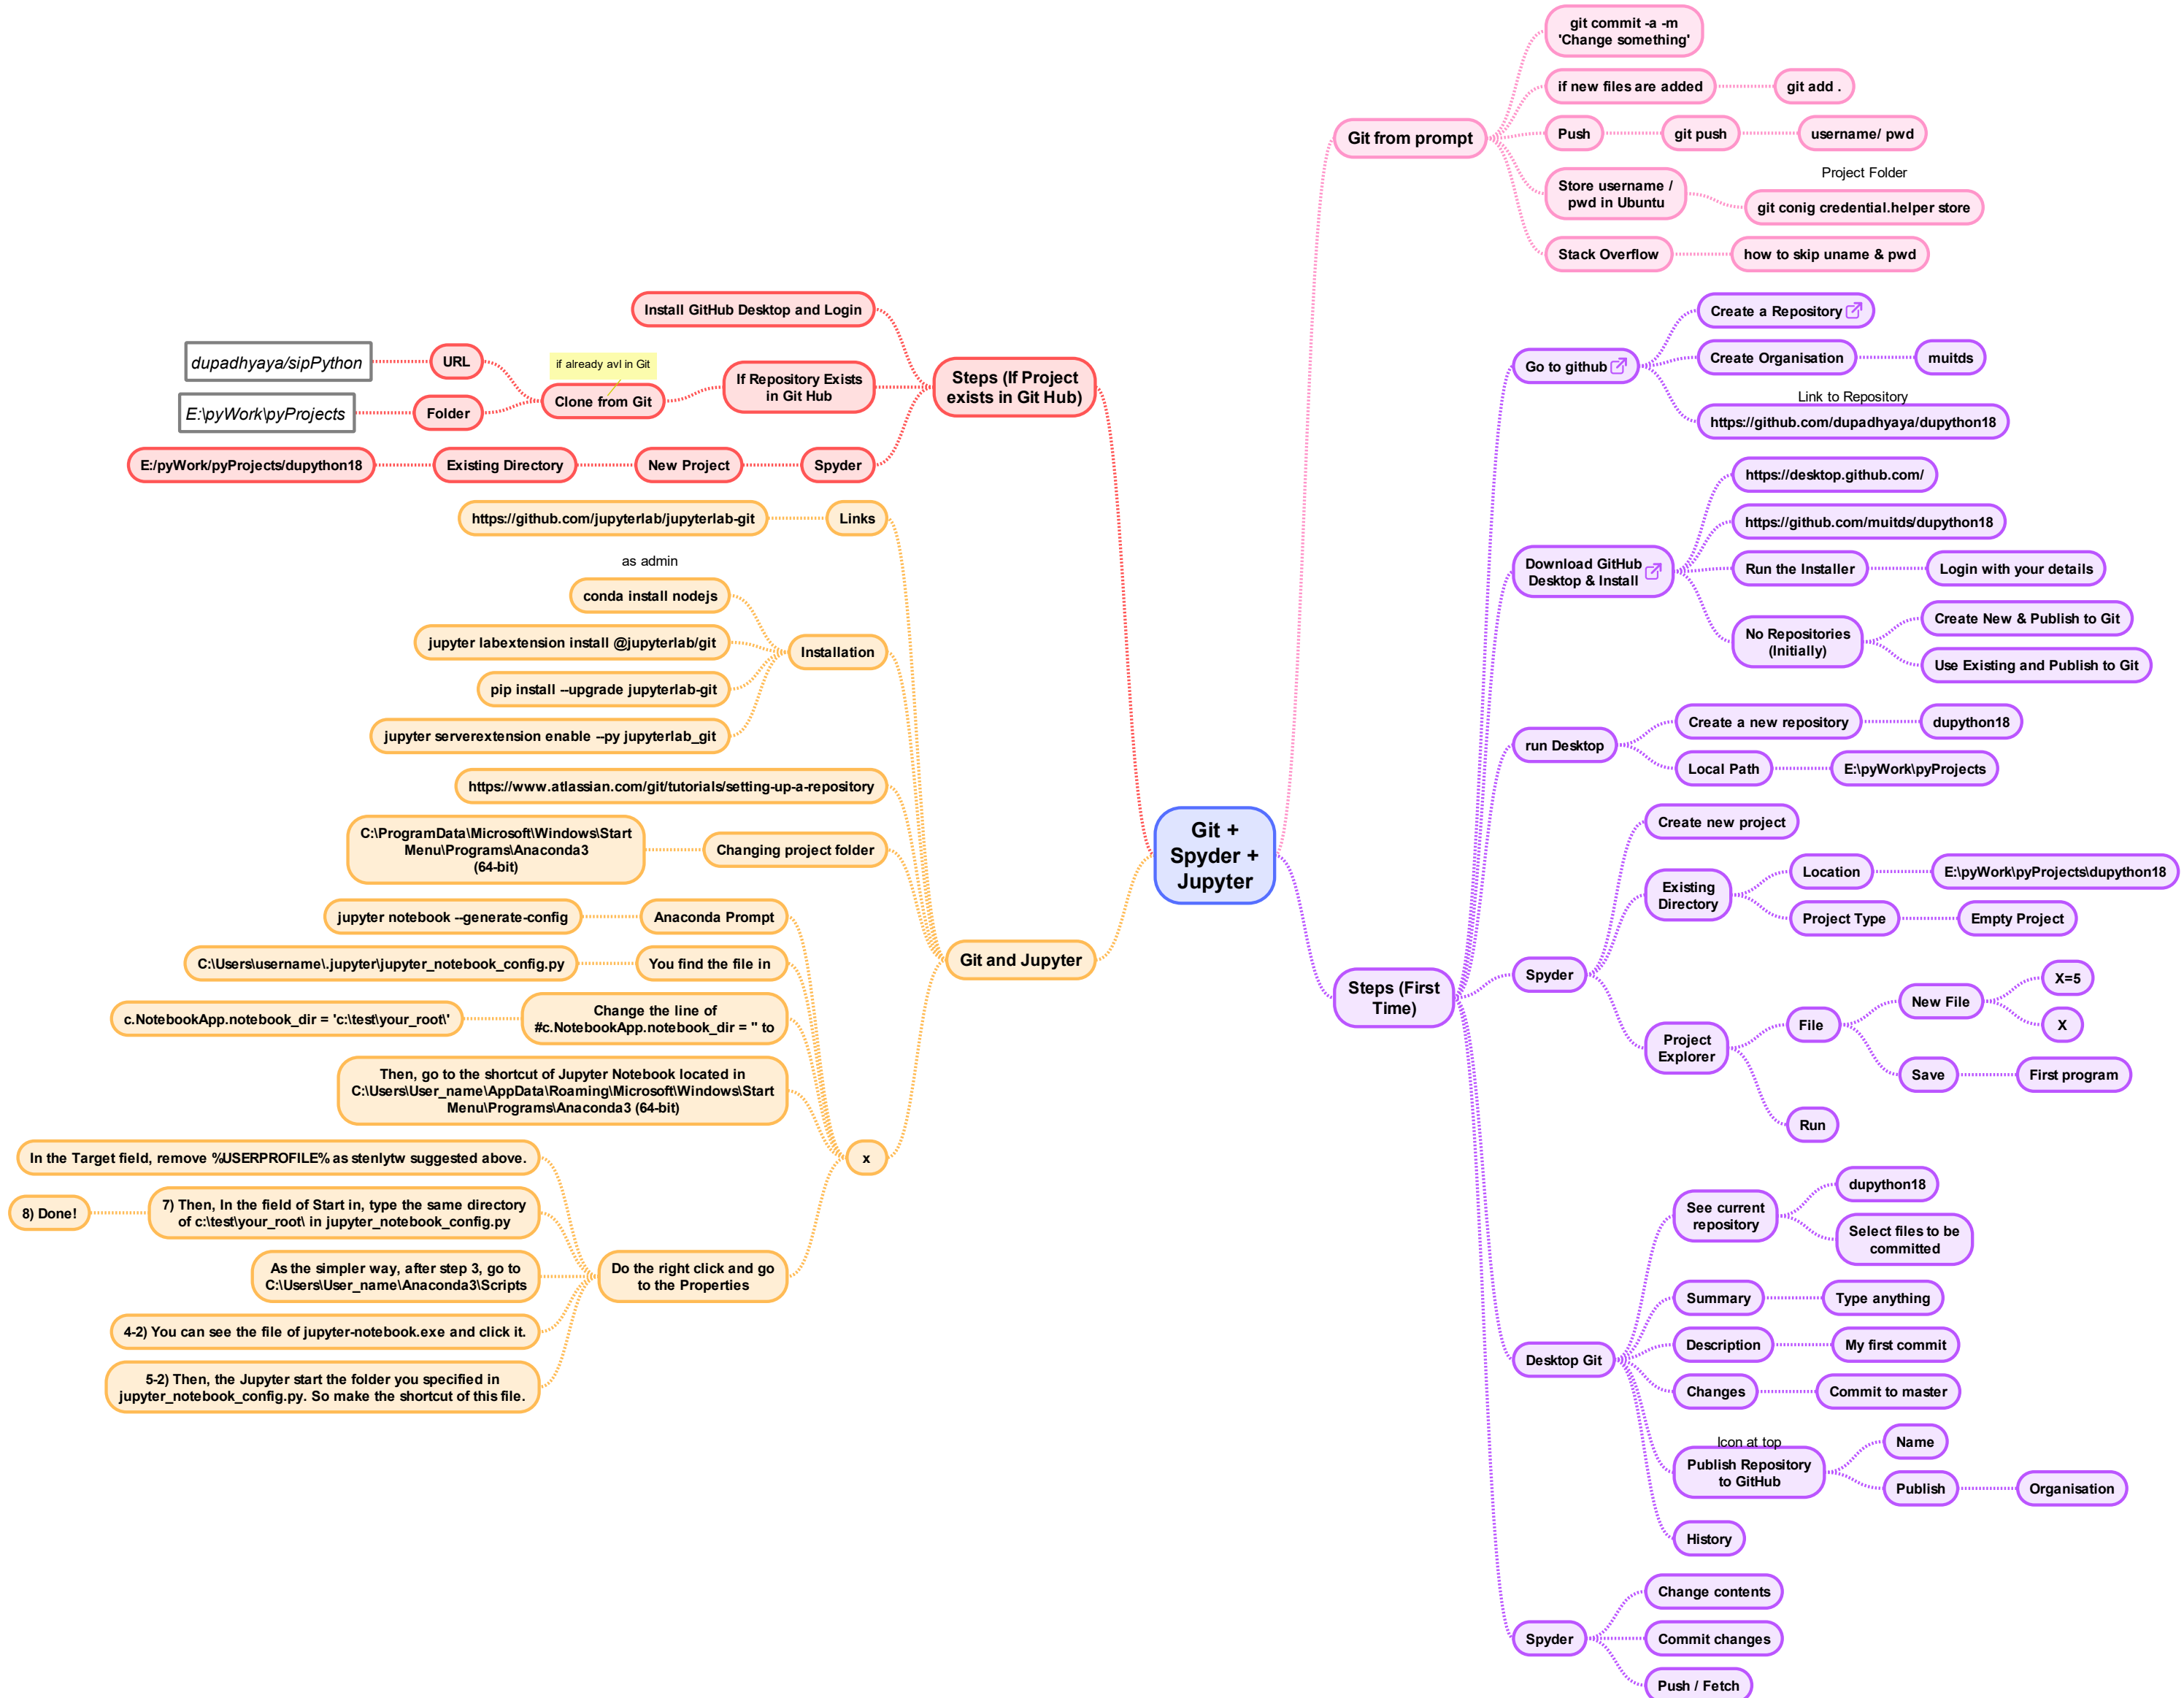 Git +
Spyder +
Jupyter
Git from prompt
git commit -a -m
'Change something'
if new files are added
git add .
Push
git push
username/ pwd
Store username /
pwd in Ubuntu
Project Folder
git conig credential.helper store
Stack Overflow
how to skip uname & pwd
Steps (First
Time)
Go to github
Create a Repository
Create Organisation
muitds
Link to Repository
https://github.com/dupadhyaya/dupython18
Download GitHub
Desktop & Install
https://desktop.github.com/
https://github.com/muitds/dupython18
Run the Installer
Login with your details
No Repositories
(Initially)
Create New & Publish to Git
Use Existing and Publish to Git
run Desktop
Create a new repository
dupython18
Local Path
E:\pyWork\pyProjects
Spyder
Create new project
Existing
Directory
Location
E:\pyWork\pyProjects\dupython18
Project Type
Empty Project
Project
Explorer
File
New File
X=5
X
Save
First program
Run
Desktop Git
See current
repository
dupython18
Select files to be
committed
Summary
Type anything
Description
My first commit
Changes
Commit to master
Icon at top
Publish Repository
to GitHub
Name
Publish
Organisation
History
Spyder
Change contents
Commit changes
Push / Fetch
Steps (If Project
exists in Git Hub)
Install GitHub Desktop and Login
If Repository Exists
in Git Hub
if already avl in Git
Clone from Git
URL
dupadhyaya/sipPython
Folder
E:\pyWork\pyProjects
Spyder
New Project
Existing Directory
E:/pyWork/pyProjects/dupython18
Git and Jupyter
Links
https://github.com/jupyterlab/jupyterlab-git
Installation
as admin
conda install nodejs
jupyter labextension install @jupyterlab/git
pip install --upgrade jupyterlab-git
jupyter serverextension enable --py jupyterlab_git
https://www.atlassian.com/git/tutorials/setting-up-a-repository
Changing project folder
C:\ProgramData\Microsoft\Windows\Start
Menu\Programs\Anaconda3
(64-bit)
x
Anaconda Prompt
jupyter notebook --generate-config
You find the file in
C:\Users\username\.jupyter\jupyter_notebook_config.py
Change the line of
#c.NotebookApp.notebook_dir = '' to
c.NotebookApp.notebook_dir = 'c:\test\your_root\'
Then, go to the shortcut of Jupyter Notebook located in
C:\Users\User_name\AppData\Roaming\Microsoft\Windows\Start
Menu\Programs\Anaconda3 (64-bit)
Do the right click and go
to the Properties
In the Target field, remove %USERPROFILE% as stenlytw suggested above.
7) Then, In the field of Start in, type the same directory
of c:\test\your_root\ in jupyter_notebook_config.py
8) Done!
As the simpler way, after step 3, go to
C:\Users\User_name\Anaconda3\Scripts
4-2) You can see the file of jupyter-notebook.exe and click it.
5-2) Then, the Jupyter start the folder you specified in
jupyter_notebook_config.py. So make the shortcut of this file.